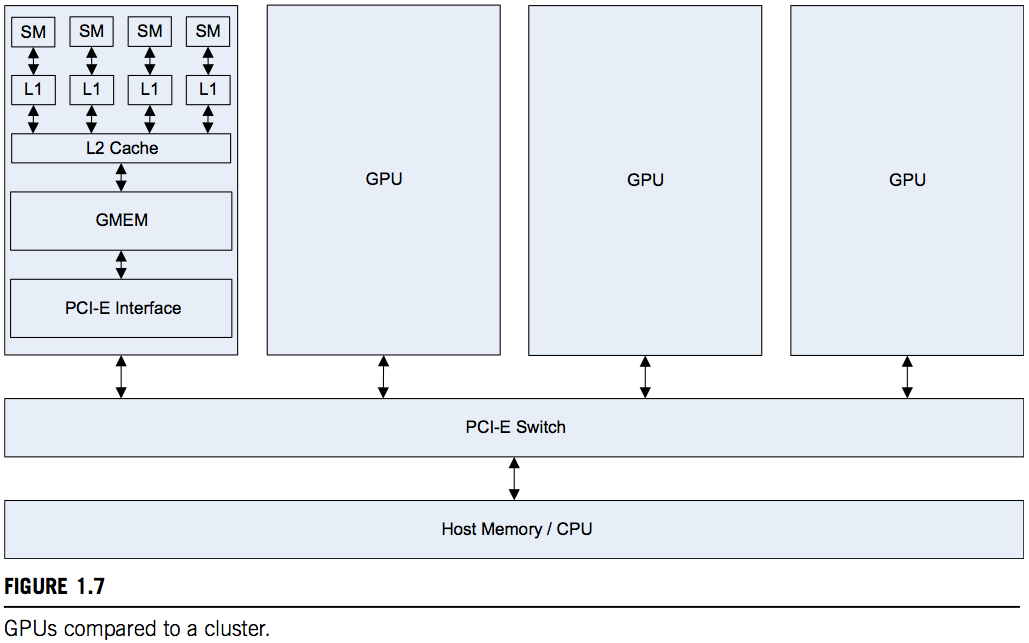 SM SM SM SM
L1 L1 L1 L1
L2 Cache
GPU GPU GPU
GMEM
PCI-E Interface
PCI-E Switch
Host Memory / CPU
FIGURE 1.7
GPUs compared to a cluster.